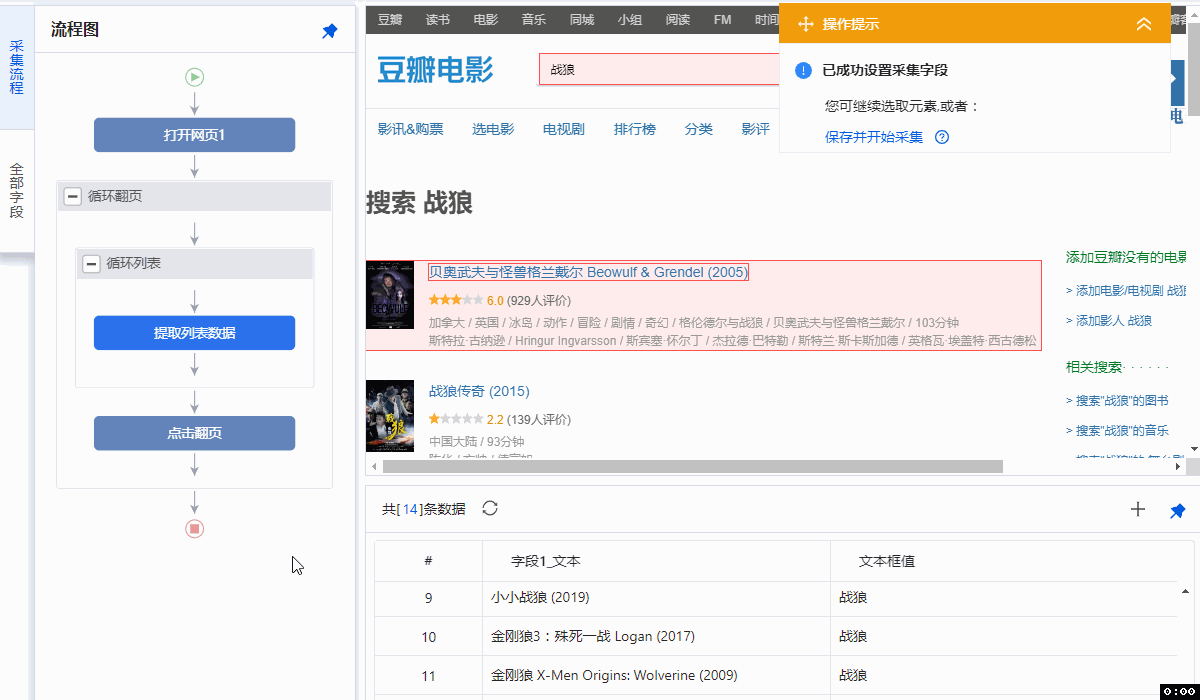 采集流程
全部字段
流程图
打开网页1
循环翻页
循环列表
提取列表数据
点击翻页
豆瓣 读书 电影 音乐 同城 小组 阅读 FM 时间
豆瓣电影
战狼
影讯&购票 选电影 电视剧 排行榜 分类 影评
操作提示
已成功设置采集字段
您可继续选取元素,或者：
保存并开始采集
搜索 战狼
贝奥武夫与怪兽格兰戴尔 Beowulf & Grendel (2005)
6.0 (929人评价)
加拿大 / 英国 / 冰岛 / 动作 / 冒险 / 剧情 / 奇幻 / 格伦德尔与战狼 / 贝奥武夫与怪兽格兰戴尔 / 103分钟
斯特拉·古纳逊 / Hringur Ingvarsson / 斯宾塞·怀尔丁 / 杰拉德·巴特勒 / 斯特兰·斯卡斯加德 / 英格瓦·埃盖特·西古德松
战狼传奇 (2015)
2.2 (139人评价)
中国大陆 / 93分钟
添加豆瓣没有的电影
> 添加电影/电视剧 战狼
> 添加影人 战狼
相关搜索 · · · · · ·
> 搜索"战狼"的图书
> 搜索"战狼"的音乐
共[ 14 ]条数据
# 字段1_文本 文本框值
9 小小战狼 (2019) 战狼
10 金刚狼3：殊死一战 Logan (2017) 战狼
11 金刚狼 X-Men Origins: Wolverine (2009) 战狼
0:00